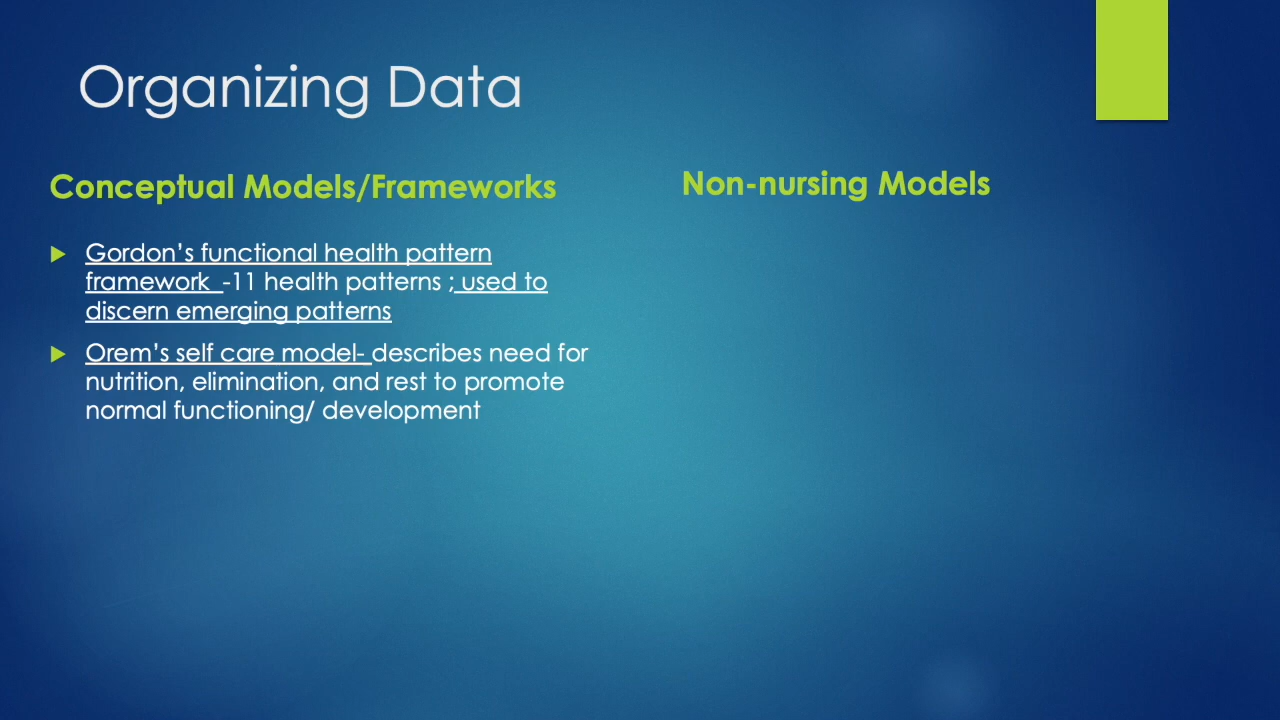 Organizing Data
Conceptual Models/Frameworks
Gordon’s functional health pattern
framework -11 health patterns ; used to
discern emerging patterns
Orem’s self care model- describes need for
nutrition, elimination, and rest to promote
normal functioning/ development
Non-nursing Models